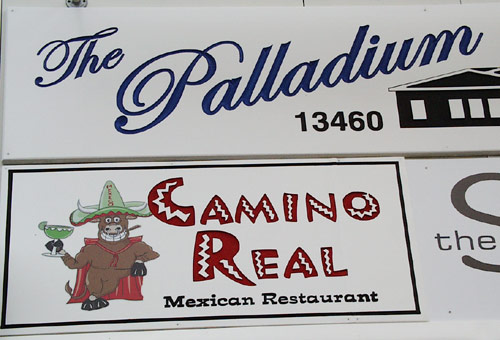 The Palladium
13460
CAMINO
REAL
Mexican Restaurant
the